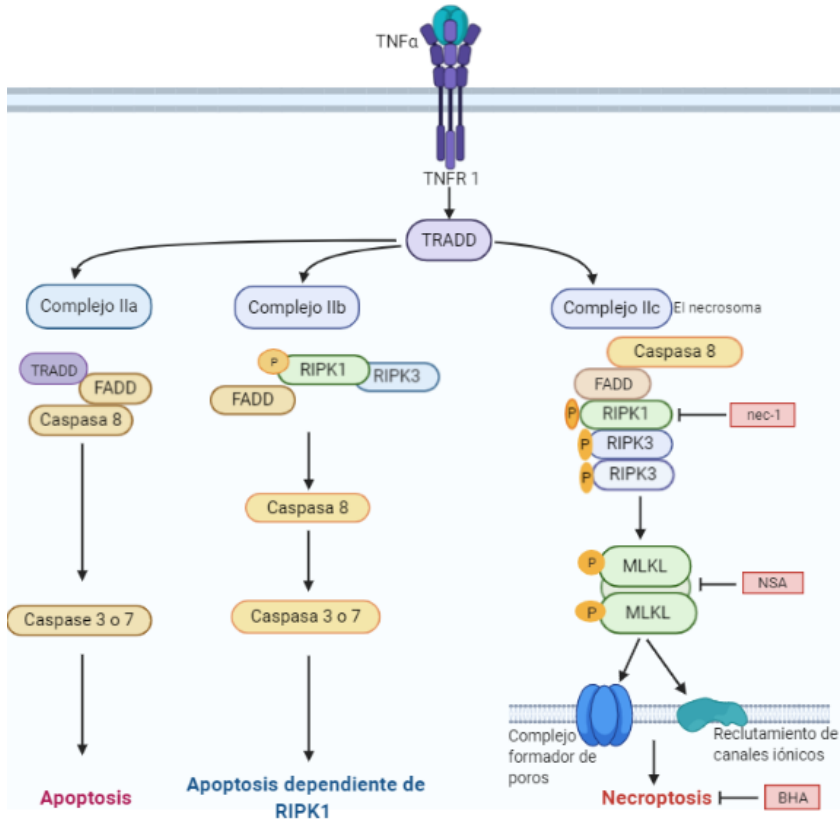 TNFα
TNFR 1
TRADD
Complejo IIa
Complejo IIb
Complejo IIc
El necrosoma
TRADD
FADD
Caspasa 8
Caspase 3 o 7
Apoptosis
P
RIPK1
RIPK3
FADD
Caspasa 8
Caspasa 3 o 7
Apoptosis dependiente de
RIPK1
Caspasa 8
FADD
P
RIPK1
nec-1
P
RIPK3
P
RIPK3
P
MLKL
NSA
P
MLKL
Complejo
formador de
poros
Reclutamiento de
canales iónicos
Necroptosis
BHA